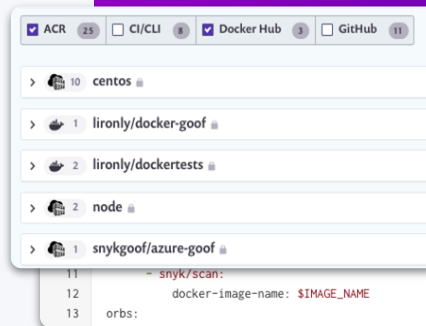 ACR 25 CI/CLI 8 Docker Hub 3 GitHub 11
10 centos
1 lironly/docker-goof
2 lironly/dockertests
2 node
1 snykgoof/azure-goof
11 - snyk/scan:
12 docker-image-name: $IMAGE_NAME
13 orbs: